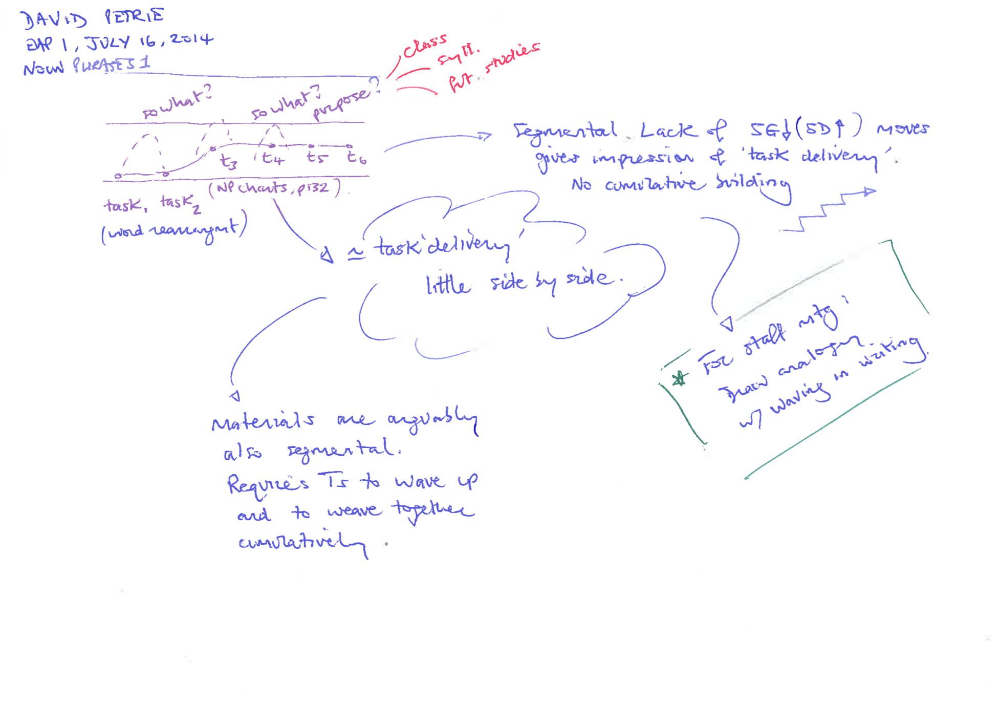 DAVID PETRIE
EAP 1, JULY 16, 2014
NOUN PHRASES 1
class
syll.
fut studies
so what?
so what?
purpose?
t3 t4 t5 t6
(NP charts, p132).
task1 task2
(word rearrangmt)
Segmental. Lack of SG↓(SD↑) moves
gives impression of 'task delivery'.
No cumulative building
≃ task 'delivery'
little side by side.
* For staff mtg:
Draw analogy
w/ waving in writing.
Materials are arguably
also segmental.
Requires Ts to wave up
and to weave together
cumulatively.